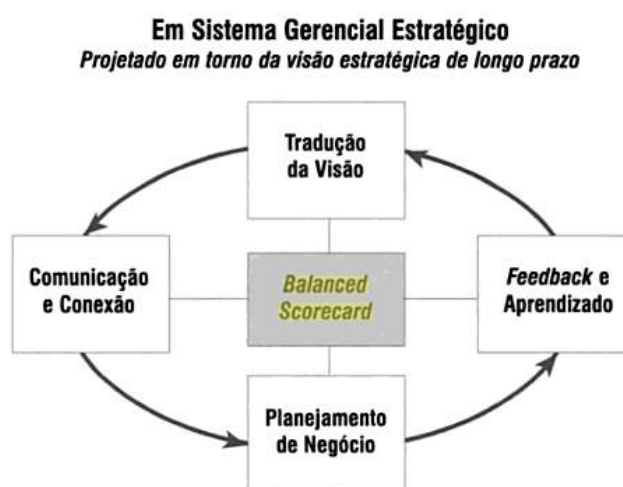 Em Sistema Gerencial Estratégico
Projetado em torno da visão estratégica de longo prazo
Tradução
da Visão
Comunicação
e Conexão
Balanced
Scorecard
Feedback e
Aprendizado
Planejamento
de Negócio